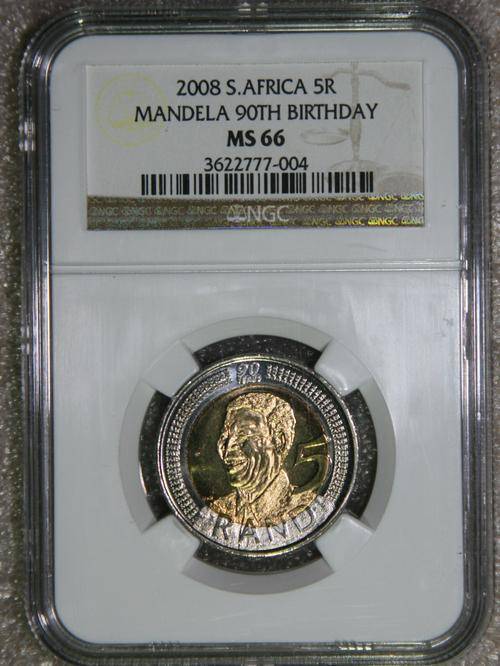 2008 S.AFRICA 5R
MANDELA 90TH BIRTHDAY
MS 66
3622777-004
NGC
90
5
RAND